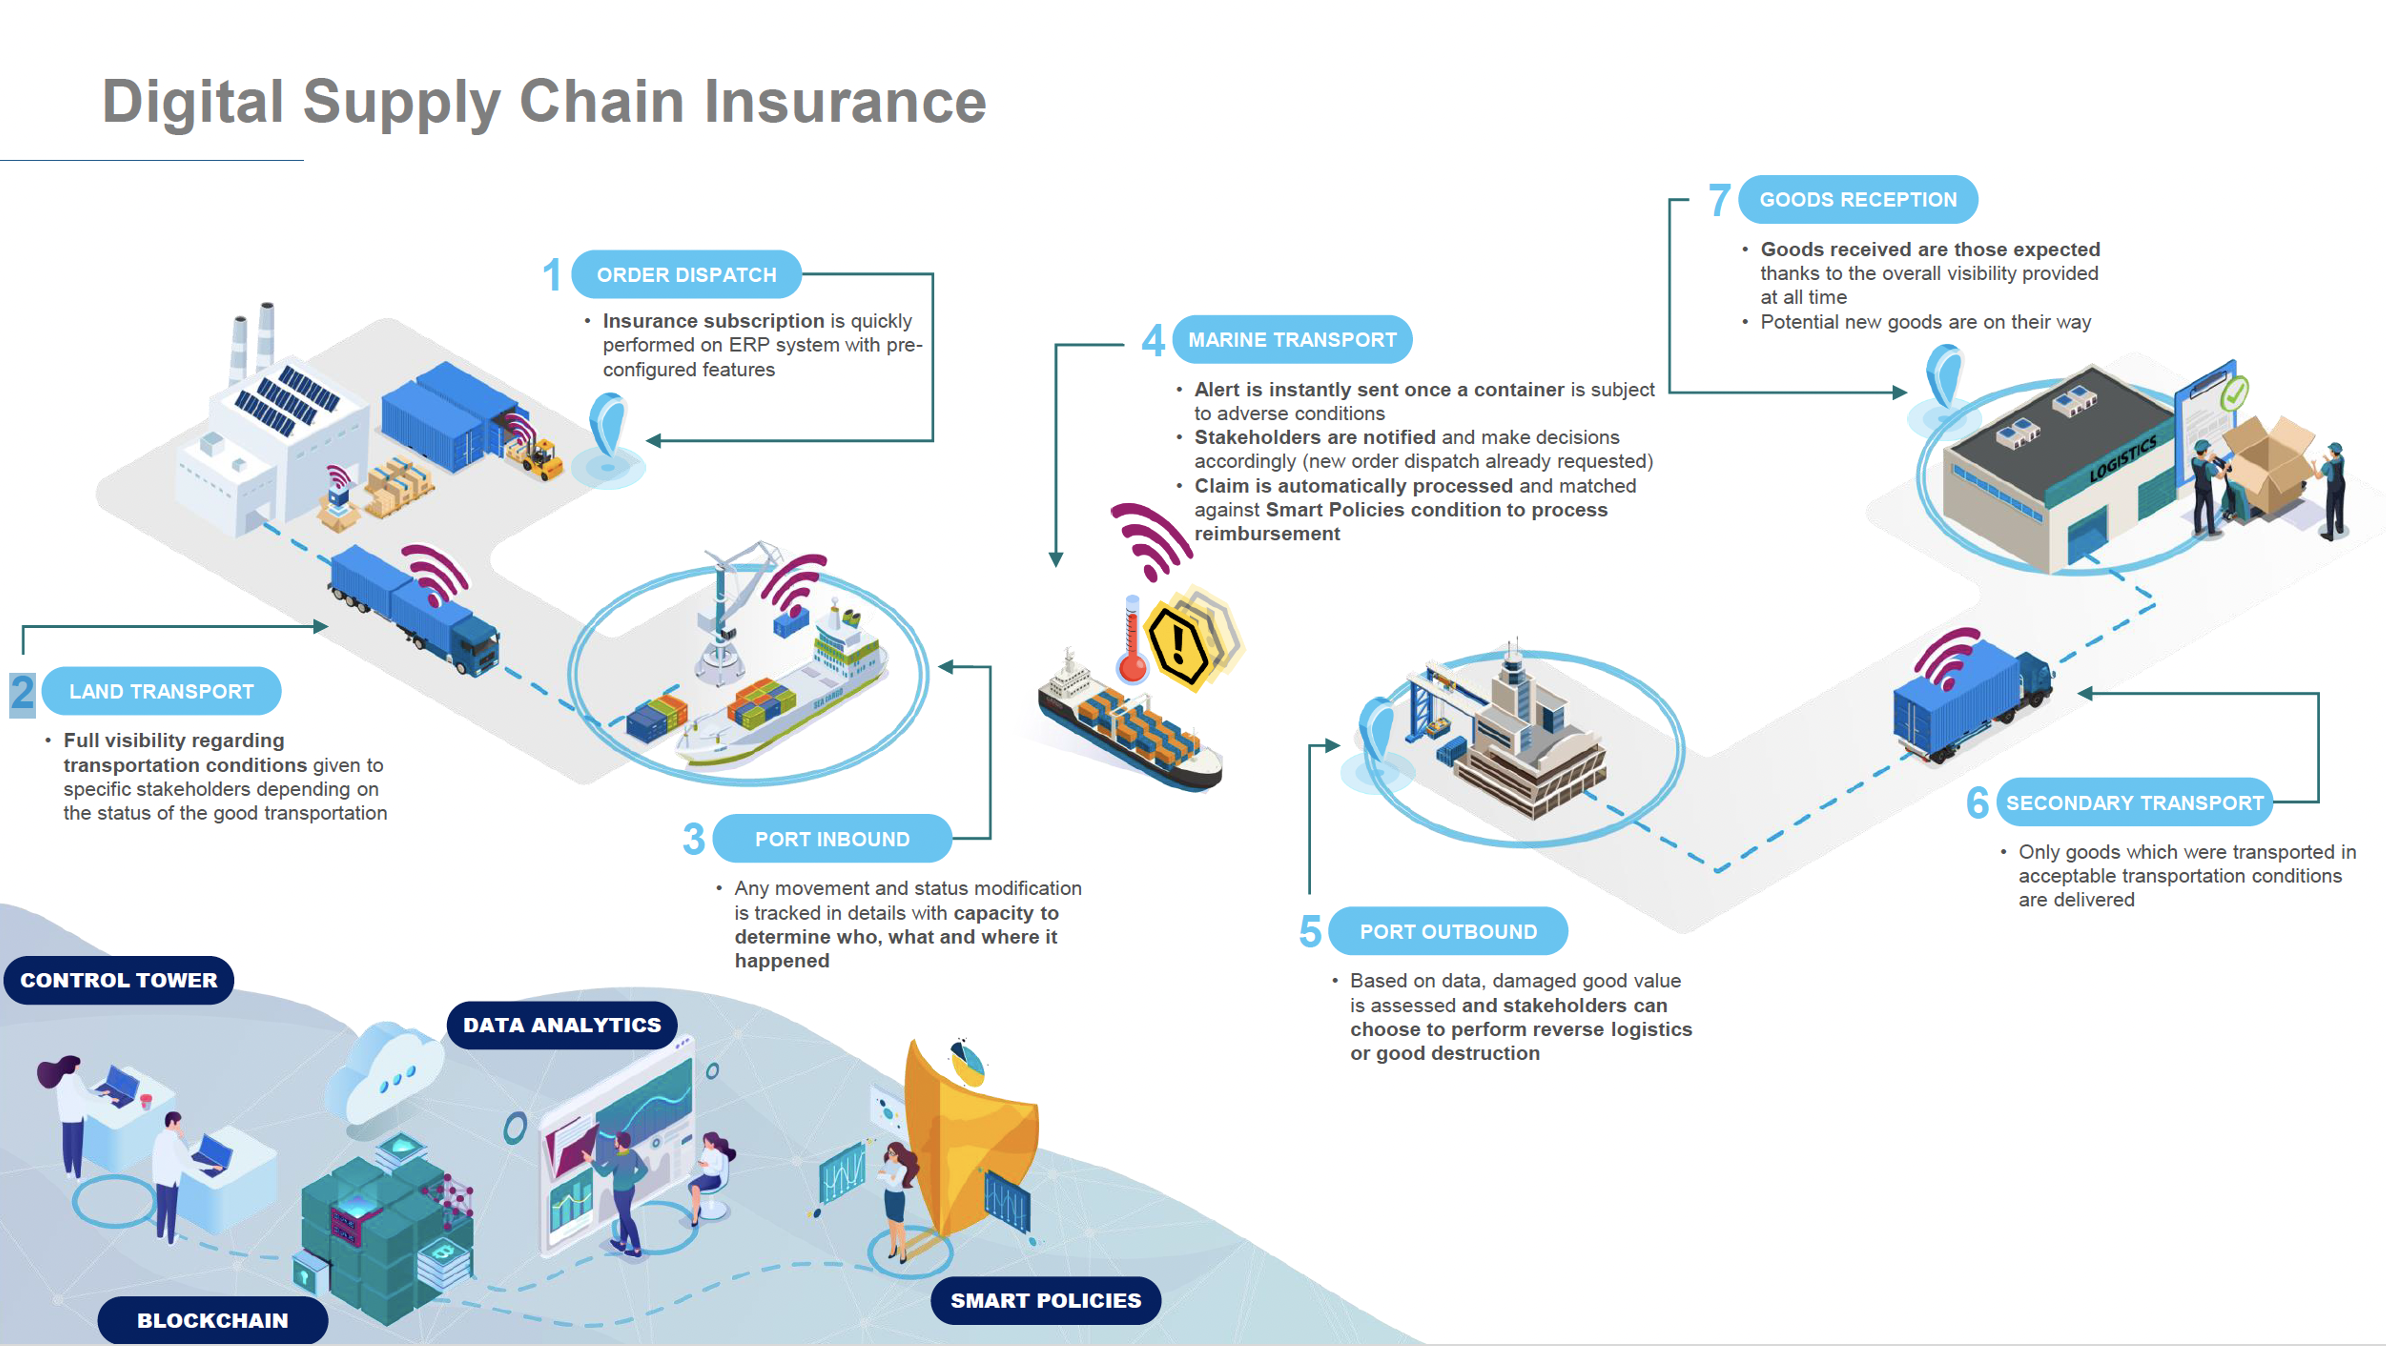 Digital Supply Chain Insurance
1 ORDER DISPATCH
• Insurance subscription is quickly
performed on ERP system with pre-
configured features
2 LAND TRANSPORT
• Full visibility regarding
transportation conditions given to
specific stakeholders depending on
the status of the good transportation
3 PORT INBOUND
• Any movement and status modification
is tracked in details with capacity to
determine who, what and where it
happened
4 MARINE TRANSPORT
• Alert is instantly sent once a container is subject
to adverse conditions
• Stakeholders are notified and make decisions
accordingly (new order dispatch already requested)
• Claim is automatically processed and matched
against Smart Policies condition to process
reimbursement
5 PORT OUTBOUND
• Based on data, damaged good value
is assessed and stakeholders can
choose to perform reverse logistics
or good destruction
6 SECONDARY TRANSPORT
• Only goods which were transported in
acceptable transportation conditions
are delivered
7 GOODS RECEPTION
• Goods received are those expected
thanks to the overall visibility provided
at all time
• Potential new goods are on their way
LOGISTICS
CONTROL TOWER
DATA ANALYTICS
BLOCKCHAIN
SMART POLICIES